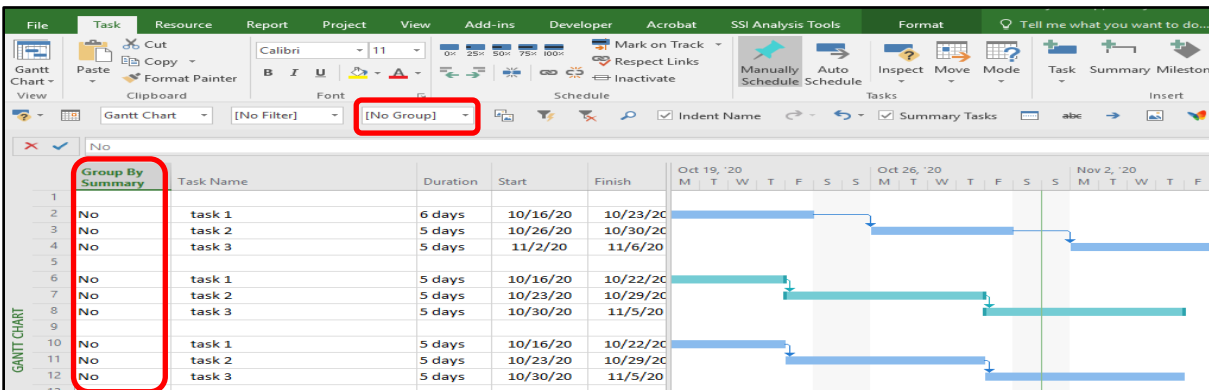 File Task Resource Report Project View Add-ins Developer Acrobat SSI Analysis Tools Format Tell me what you want to do...
Gantt Chart
View
Paste
Cut
Copy
Format Painter
Clipboard
Calibri 11
B I U A
Font
0% 25% 50% 75% 100%
Mark on Track
Respect Links
Inactivate
Schedule
Manually Schedule
Auto Schedule
Inspect Move Mode
Tasks
Task Summary
Insert
Gantt Chart [No Filter] [No Group] Indent Name Summary Tasks abc
No
Group By Summary Task Name Duration Start Finish Oct 19, '20 Oct 26, '20 Nov 2, '20
M T W T F S S M T W T F S S M T W T F
1
2 No task 1 6 days 10/16/20 10/23/20
3 No task 2 5 days 10/26/20 10/30/20
4 No task 3 5 days 11/2/20 11/6/20
5
6 No task 1 5 days 10/16/20 10/22/20
7 No task 2 5 days 10/23/20 10/29/20
8 No task 3 5 days 10/30/20 11/5/20
9
10 No task 1 5 days 10/16/20 10/22/20
11 No task 2 5 days 10/23/20 10/29/20
12 No task 3 5 days 10/30/20 11/5/20
GANTT CHART